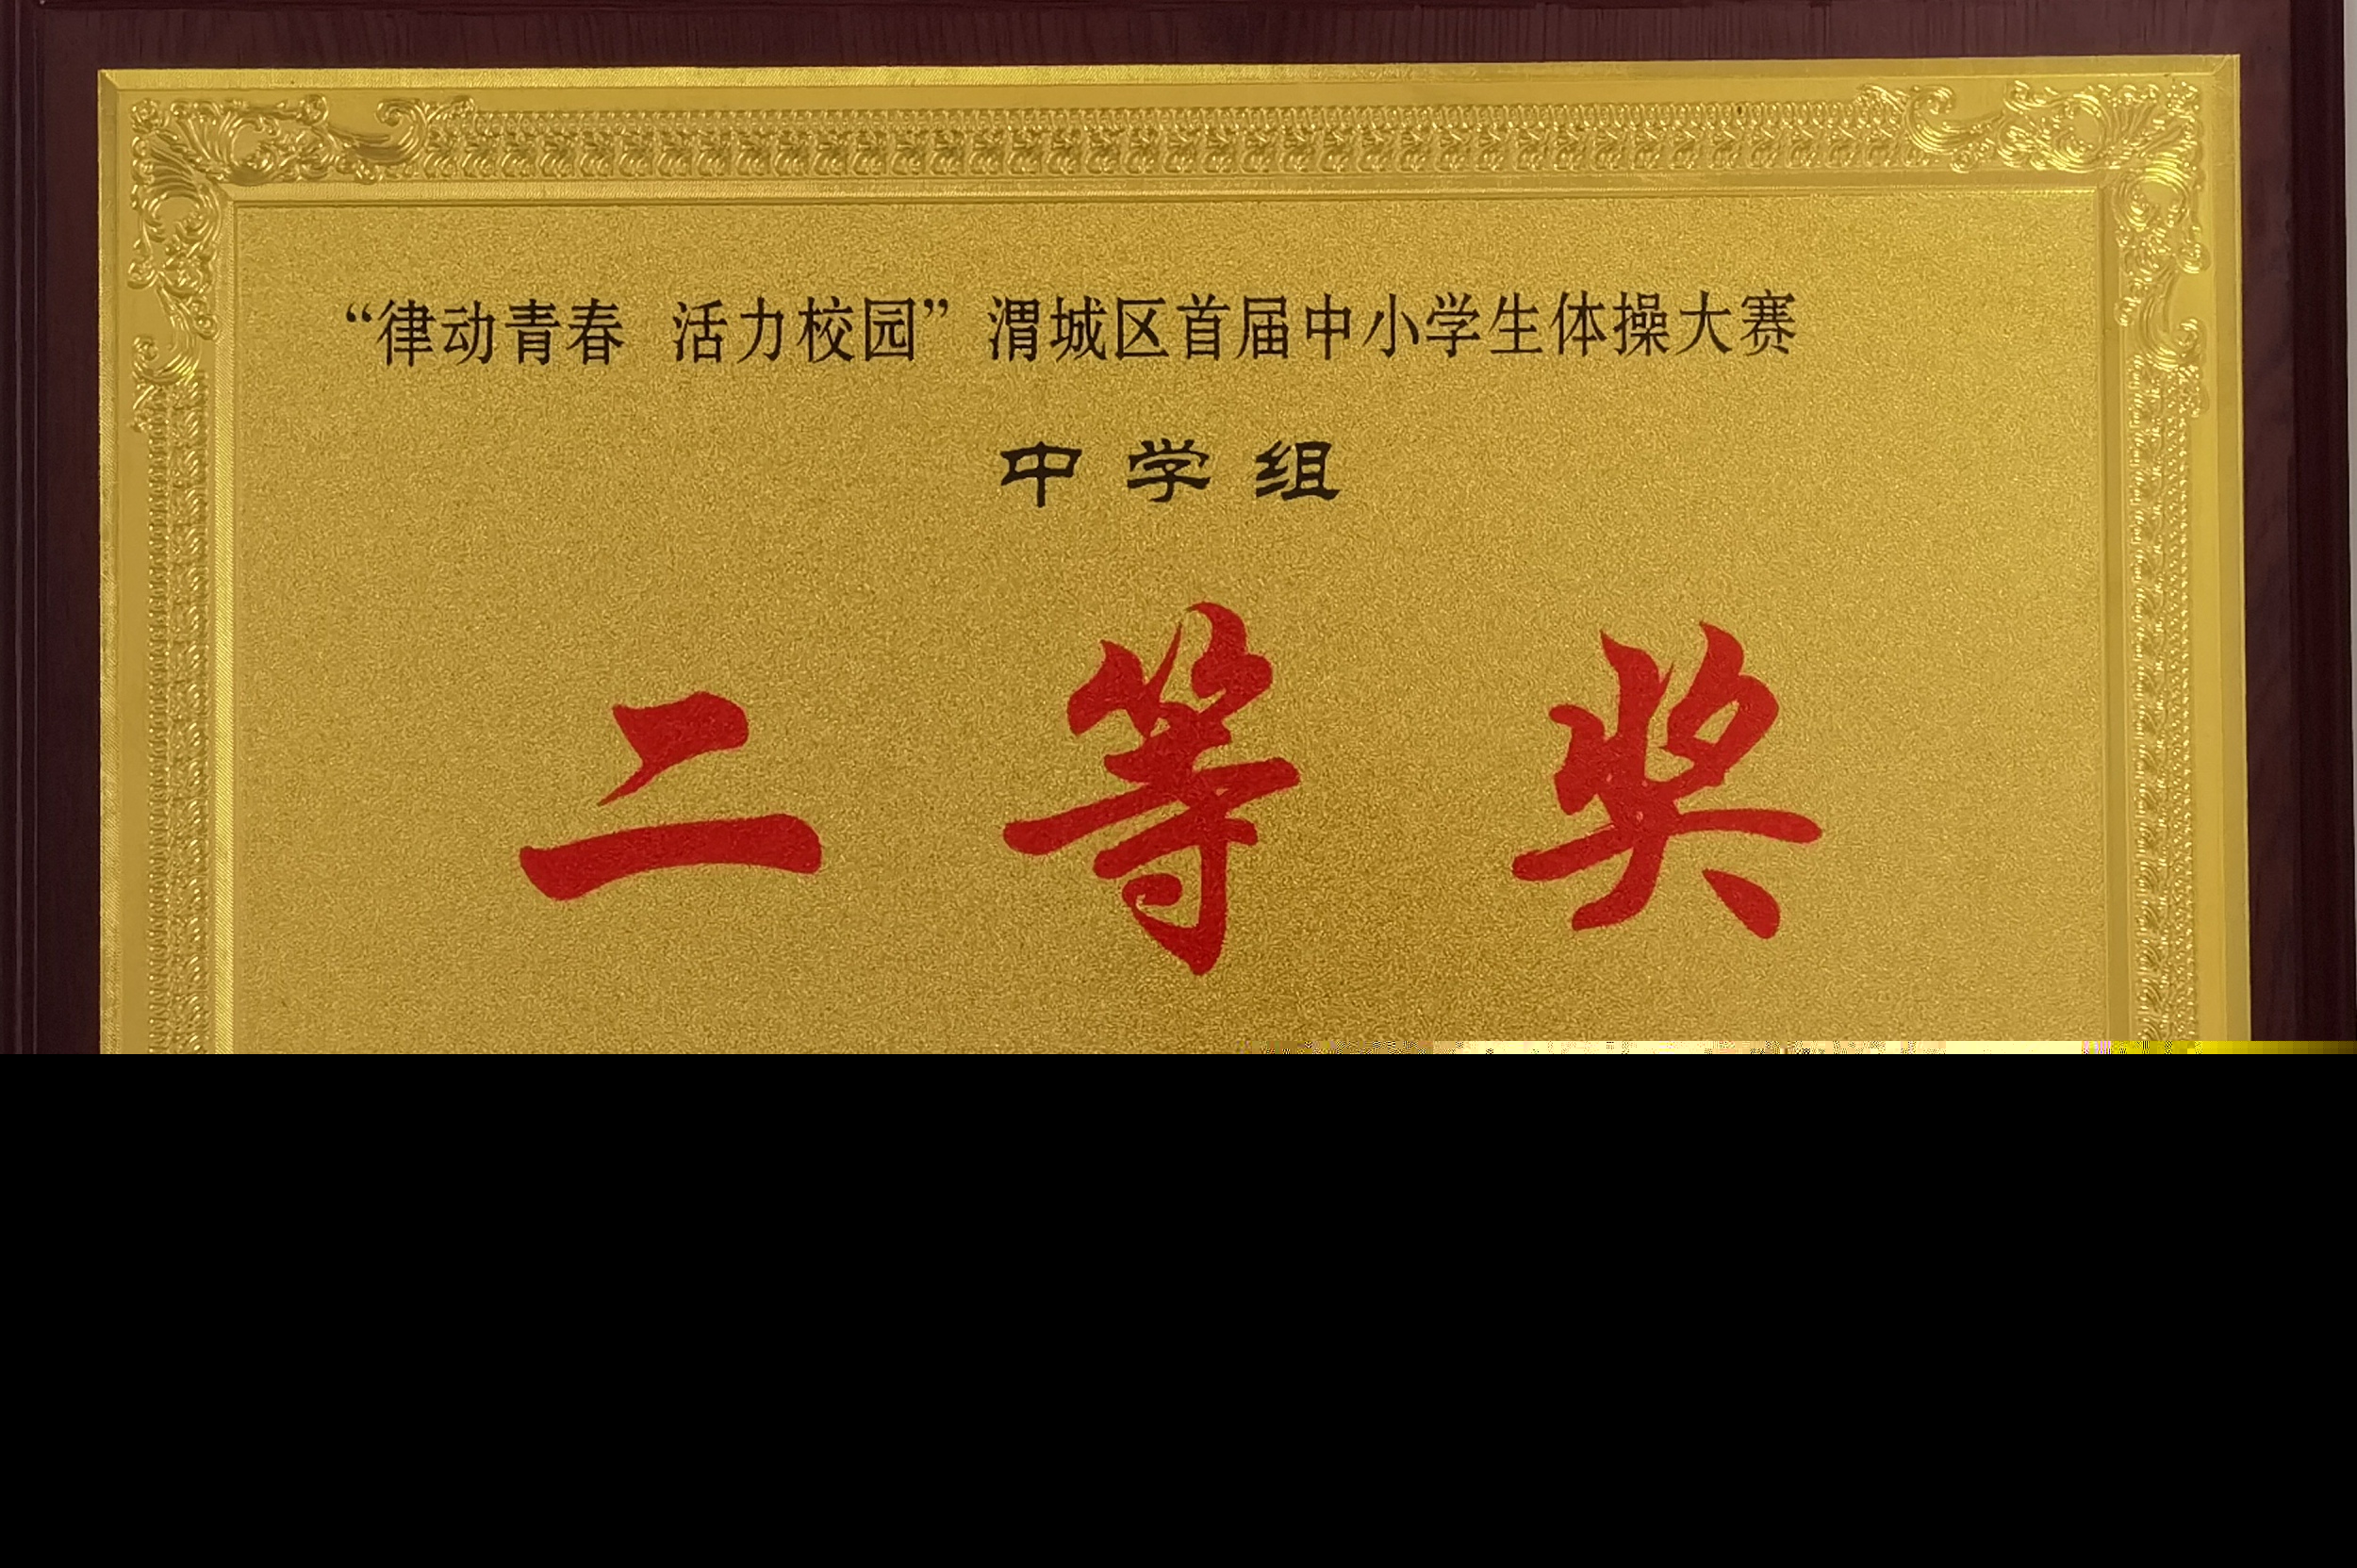 “律动青春 活力校园”渭城区首届中小学生体操大赛
中学组
二等奖